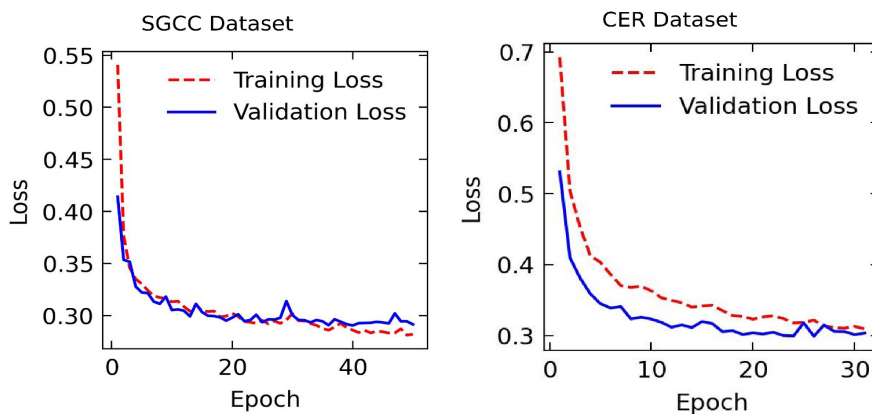 SGCC Dataset
0.55
0.50
0.45
0.40
0.35
0.30
Loss
Training Loss
Validation Loss
0
20
40
Epoch
CER Dataset
0.7
0.6
0.5
0.4
0.3
Loss
Training Loss
Validation Loss
0
10
20
30
Epoch